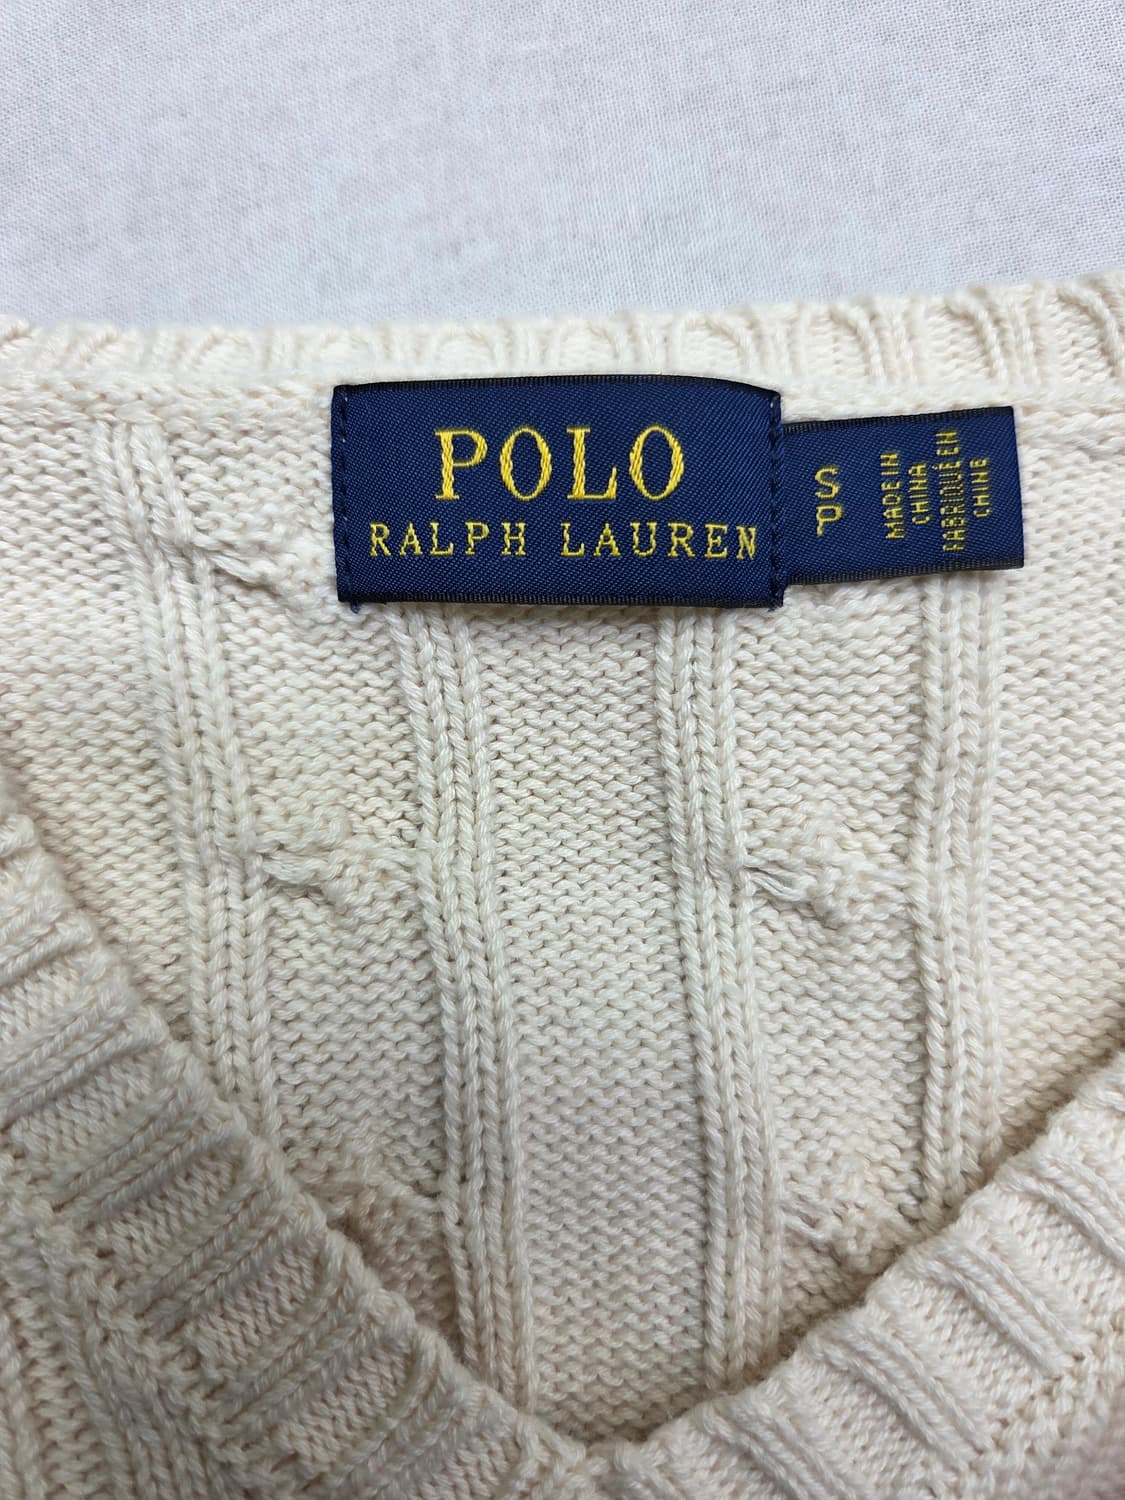 POLO
RALPH LAUREN
S
P
MADE IN
CHINA
FABRIQUÉ EN
CHINE